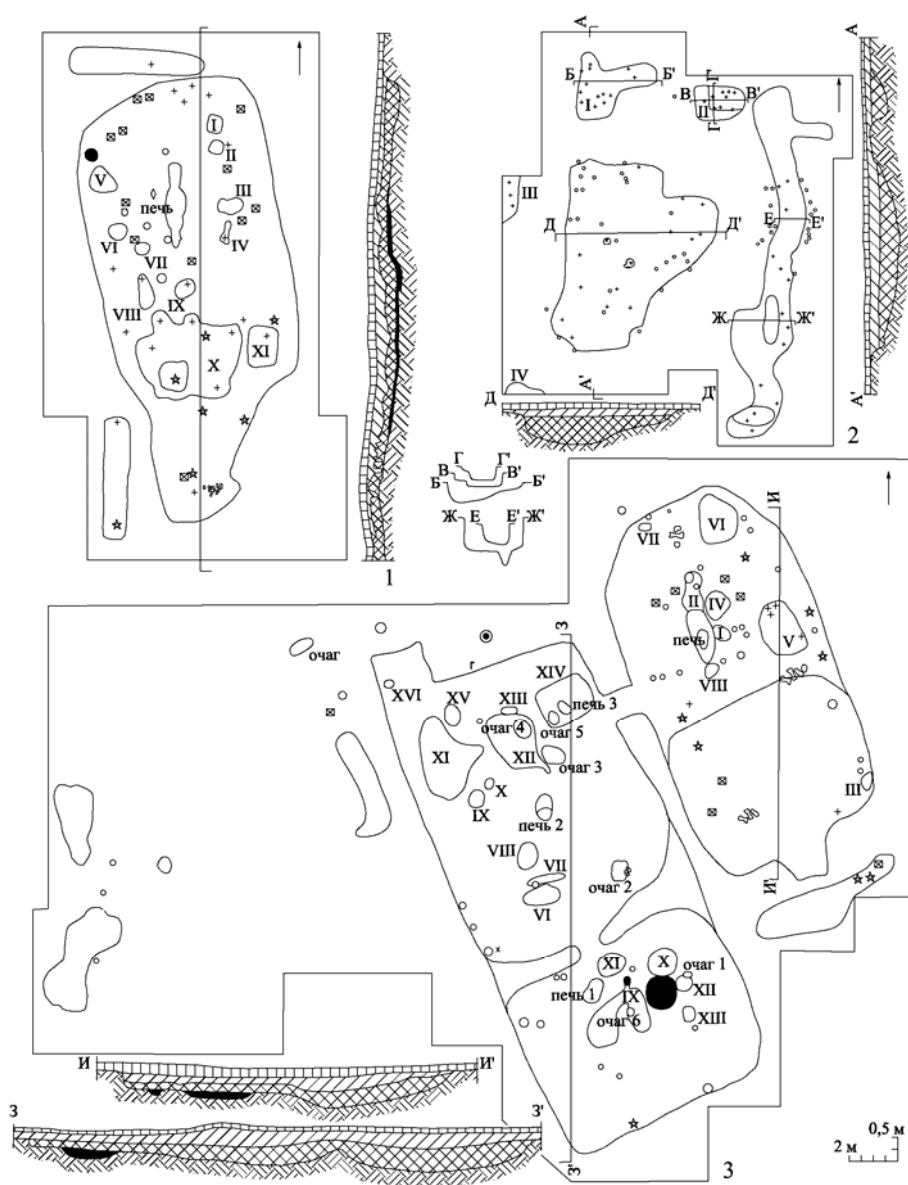 I
II
V
печь
III
VI
IV
VII
VIII
IX
X
XI
1
А
А
Б
Б'
Г
I
В
В'
II
Г
III
Е
Е'
Д
Д'
Ж
Ж'
IV
А'
Д
Д'
А'
2
Г
Г'
В
В'
Б
Б'
Ж
Е
Е'
Ж'
И
VI
VII
II
IV
печь
I
V
VIII
III
И'
З
очаг
г
XIV
XVI
XV
XIII
печь 3
очаг 4
очаг 5
XI
XII
очаг 3
X
IX
печь 2
VIII
VII
очаг 2
VI
XI
X
очаг 1
печь 1
IX
XII
очаг 6
XIII
И
И'
З
З'
З'
3
0,5 м
2 м